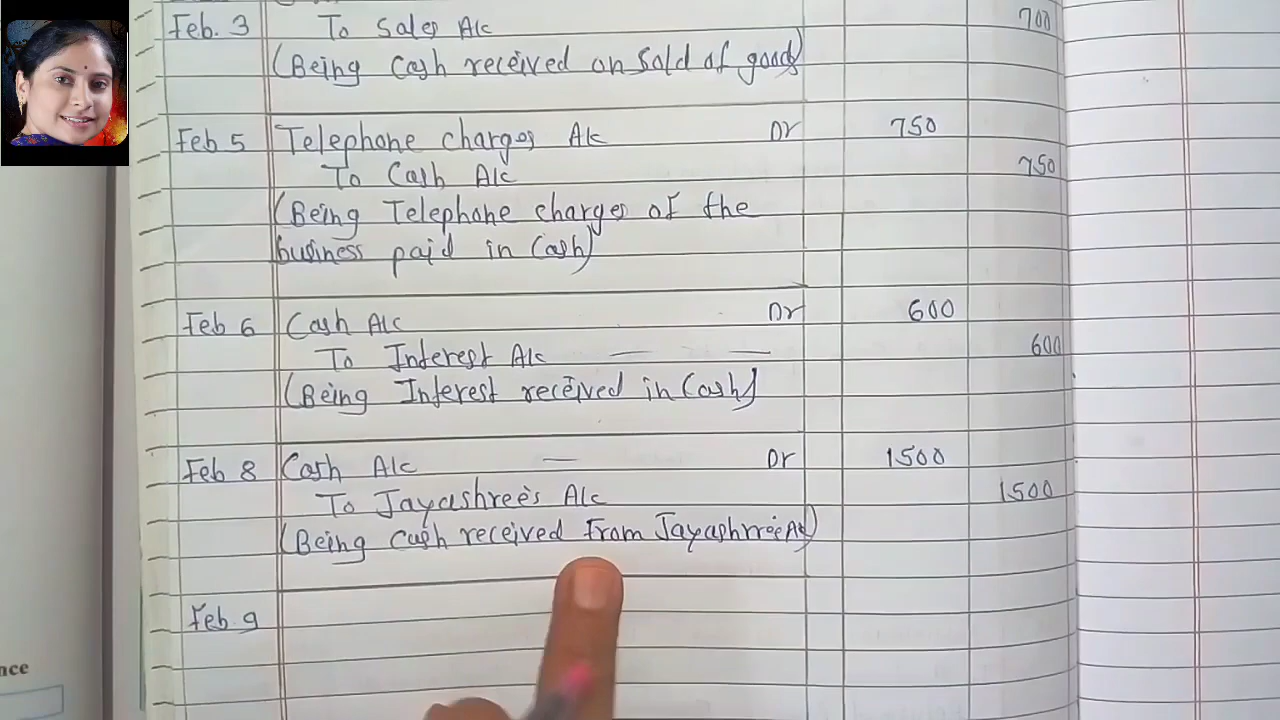 Feb. 3 To Sales A/c 700
(Being Cash received on sold of goods)
Feb 5 Telephone charges A/c Dr 750
To Cash A/c 750
(Being Telephone charges of the
business paid in Cash)
Feb 6 Cash A/c Dr 600
To Interest A/c — — 600
(Being Interest received in Cash)
Feb 8 Cash A/c — Dr 1500
To Jayashree's A/c 1500
(Being cash received from
Feb. 9
nce